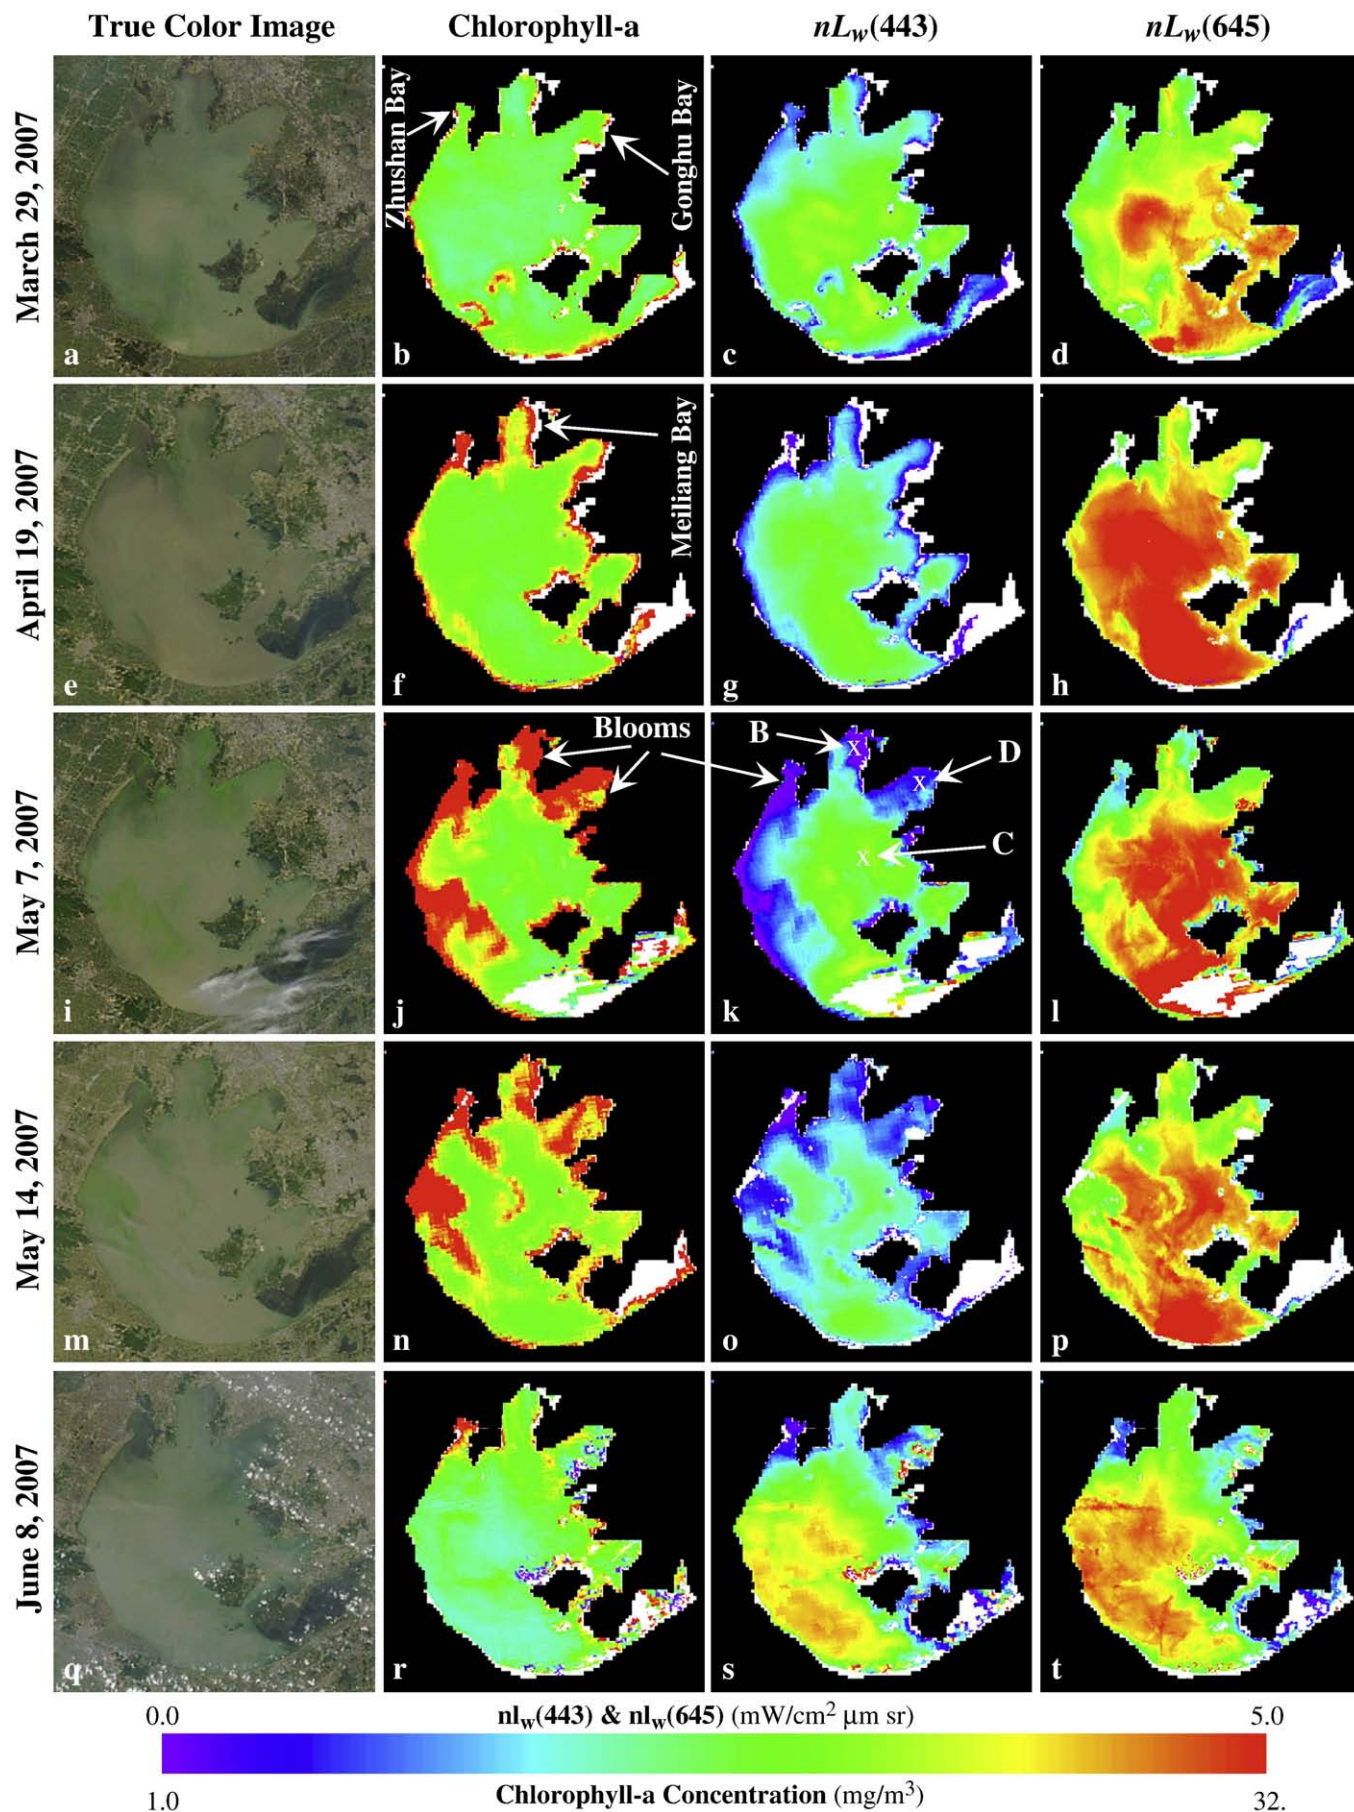 True Color Image Chlorophyll-a nLw(443) nLw(645)
March 29, 2007
a
Zhushan Bay
Gonghu Bay
b
c
d
April 19, 2007
e
Meiliang Bay
f
g
h
May 7, 2007
i
Blooms
j
B
D
X
X
C
X
k
l
May 14, 2007
m
n
o
p
June 8, 2007
q
r
s
t
0.0 nlw(443) & nlw(645) (mW/cm² μm sr) 5.0
1.0 Chlorophyll-a Concentration (mg/m³) 32.